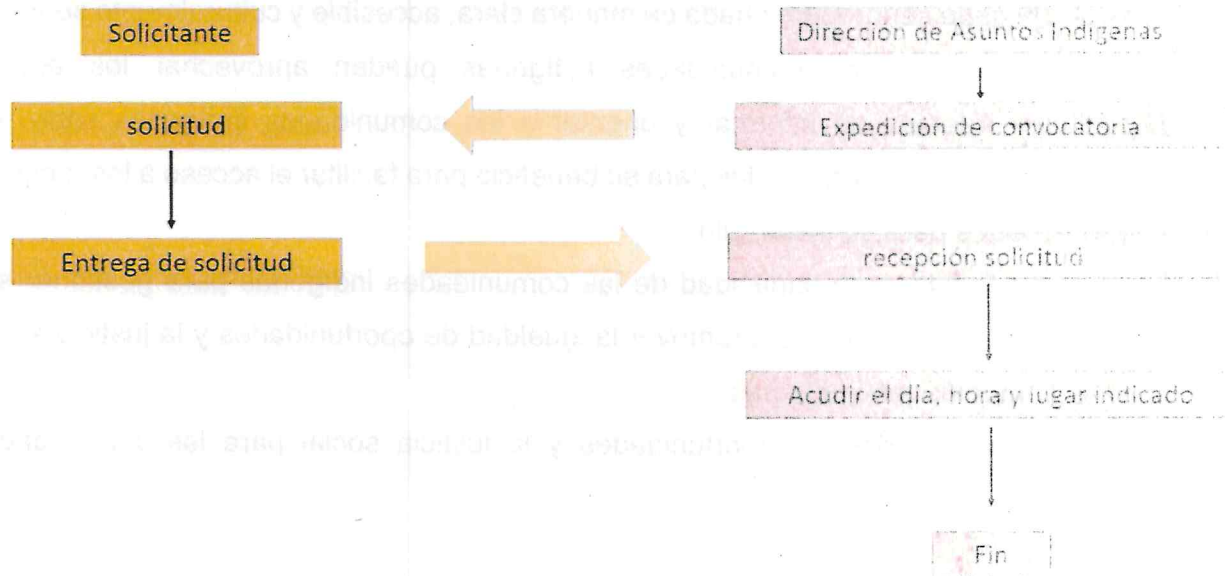 Solicitante
Dirección de Asuntos Indígenas
solicitud
Expedición de convocatoria
Entrega de solicitud
recepción solicitud
Acudir el día, hora y lugar indicado
Fin